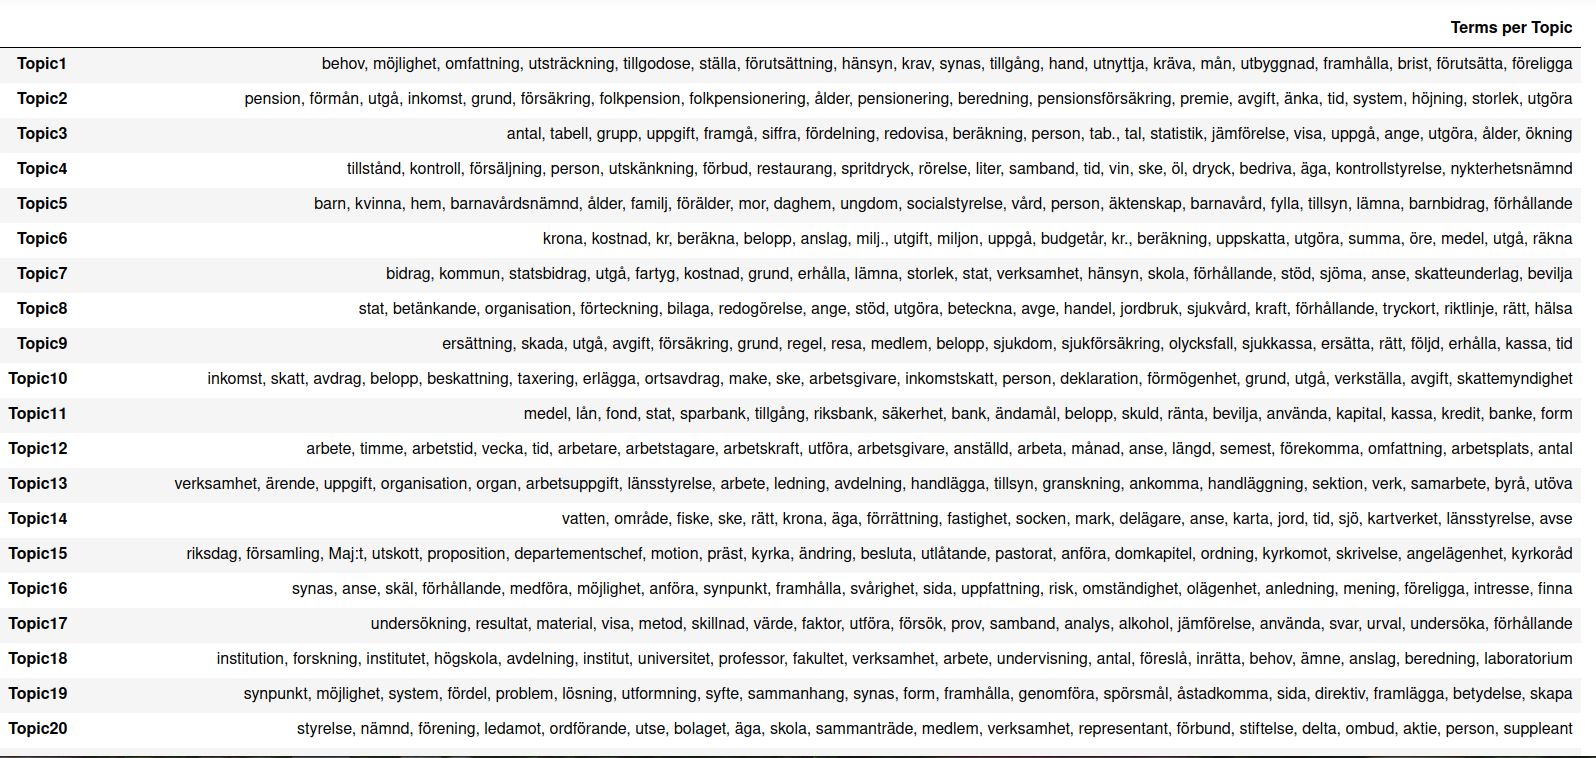 Terms per Topic
Topic1 behov, möjlighet, omfattning, utsträckning, tillgodose, ställa, förutsättning, hänsyn, krav, synas, tillgång, hand, utnyttja, kräva, mån, utbyggnad, framhålla, brist, förutsätta, föreligga
Topic2 pension, förmån, utgå, inkomst, grund, försäkring, folkpension, folkpensionering, ålder, pensionering, beredning, pensionsförsäkring, premie, avgift, änka, tid, system, höjning, storlek, utgöra
Topic3 antal, tabell, grupp, uppgift, framgå, siffra, fördelning, redovisa, beräkning, person, tab., tal, statistik, jämförelse, visa, uppgå, ange, utgöra, ålder, ökning
Topic4 tillstånd, kontroll, försäljning, person, utskänkning, förbud, restaurang, spritdryck, rörelse, liter, samband, tid, vin, ske, öl, dryck, bedriva, äga, kontrollstyrelse, nykterhetsnämnd
Topic5 barn, kvinna, hem, barnavårdsnämnd, ålder, familj, förälder, mor, daghem, ungdom, socialstyrelse, vård, person, äktenskap, barnavård, fylla, tillsyn, lämna, barnbidrag, förhållande
Topic6 krona, kostnad, kr, beräkna, belopp, anslag, milj., utgift, miljon, uppgå, budgetår, kr., beräkning, uppskatta, utgöra, summa, öre, medel, utgå, räkna
Topic7 bidrag, kommun, statsbidrag, utgå, fartyg, kostnad, grund, erhålla, lämna, storlek, stat, verksamhet, hänsyn, skola, förhållande, stöd, sjöma, anse, skatteunderlag, bevilja
Topic8 stat, betänkande, organisation, förteckning, bilaga, redogörelse, ange, stöd, utgöra, beteckna, avge, handel, jordbruk, sjukvård, kraft, förhållande, tryckort, riktlinje, rätt, hälsa
Topic9 ersättning, skada, utgå, avgift, försäkring, grund, regel, resa, medlem, belopp, sjukdom, sjukförsäkring, olycksfall, sjukkassa, ersätta, rätt, följd, erhålla, kassa, tid
Topic10 inkomst, skatt, avdrag, belopp, beskattning, taxering, erlägga, ortsavdrag, make, ske, arbetsgivare, inkomstskatt, person, deklaration, förmögenhet, grund, utgå, verkställa, avgift, skattemyndighet
Topic11 medel, lån, fond, stat, sparbank, tillgång, riksbank, säkerhet, bank, ändamål, belopp, skuld, ränta, bevilja, använda, kapital, kassa, kredit, banke, form
Topic12 arbete, timme, arbetstid, vecka, tid, arbetare, arbetstagare, arbetskraft, utföra, arbetsgivare, anställd, arbeta, månad, anse, längd, semest, förekomma, omfattning, arbetsplats, antal
Topic13 verksamhet, ärende, uppgift, organisation, organ, arbetsuppgift, länsstyrelse, arbete, ledning, avdelning, handlägga, tillsyn, granskning, ankomma, handläggning, sektion, verk, samarbete, byrå, utöva
Topic14 vatten, område, fiske, ske, rätt, krona, äga, förrättning, fastighet, socken, mark, delägare, anse, karta, jord, tid, sjö, kartverket, länsstyrelse, avse
Topic15 riksdag, församling, Maj:t, utskott, proposition, departementschef, motion, präst, kyrka, ändring, besluta, utlåtande, pastorat, anföra, domkapitel, ordning, kyrkomot, skrivelse, angelägenhet, kyrkoråd
Topic16 synas, anse, skäl, förhållande, medföra, möjlighet, anföra, synpunkt, framhålla, svårighet, sida, uppfattning, risk, omständighet, olägenhet, anledning, mening, föreligga, intresse, finna
Topic17 undersökning, resultat, material, visa, metod, skillnad, värde, faktor, utföra, försök, prov, samband, analys, alkohol, jämförelse, använda, svar, urval, undersöka, förhållande
Topic18 institution, forskning, institutet, högskola, avdelning, institut, universitet, professor, fakultet, verksamhet, arbete, undervisning, antal, föreslå, inrätta, behov, ämne, anslag, beredning, laboratorium
Topic19 synpunkt, möjlighet, system, fördel, problem, lösning, utformning, syfte, sammanhang, synas, form, framhålla, genomföra, spörsmål, åstadkomma, sida, direktiv, framlägga, betydelse, skapa
Topic20 styrelse, nämnd, förening, ledamot, ordförande, utse, bolaget, äga, skola, sammanträde, medlem, verksamhet, representant, förbund, stiftelse, delta, ombud, aktie, person, suppleant